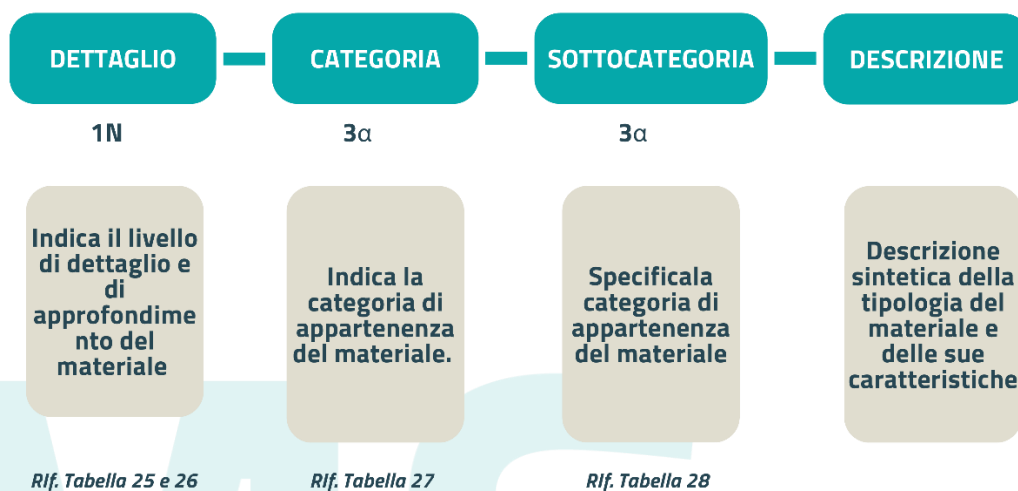 DETTAGLIO
CATEGORIA
SOTTOCATEGORIA
DESCRIZIONE
1N
3α
3α
Indica il livello
di dettaglio e
di
approfondime
nto del
materiale
Indica la
categoria di
appartenenza
del materiale.
Specificala
categoria di
appartenenza
del materiale
Descrizione
sintetica della
tipologia del
materiale e
delle sue
caratteristiche
RIf. Tabella 25 e 26
RIf. Tabella 27
RIf. Tabella 28